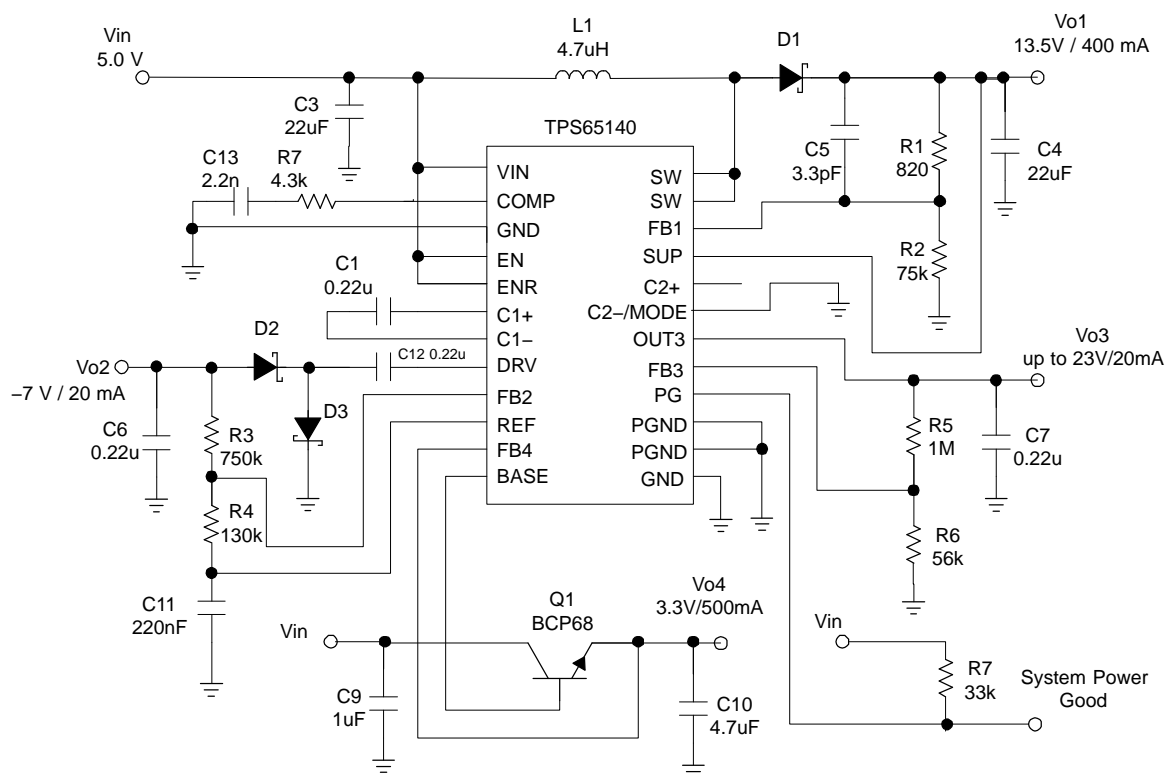 L1
4.7uH
Vin
5.0 V
D1
Vo1
13.5V / 400 mA
C3
22uF
TPS65140
C13
2.2n
R7
4.3k
C5
3.3pF
R1
820
C4
22uF
VIN
COMP
GND
EN
ENR
C1+
C1−
DRV
FB2
REF
FB4
BASE
SW
SW
FB1
SUP
C2+
C2−/MODE
OUT3
FB3
PG
PGND
PGND
GND
R2
75k
C1
0.22u
D2
C12 0.22u
Vo2
−7 V / 20 mA
D3
C6
0.22u
R3
750k
R4
130k
C11
220nF
Vo3
up to 23V/20mA
R5
1M
C7
0.22u
R6
56k
Vin
Q1
BCP68
Vo4
3.3V/500mA
C9
1uF
C10
4.7uF
Vin
R7
33k
System Power
Good